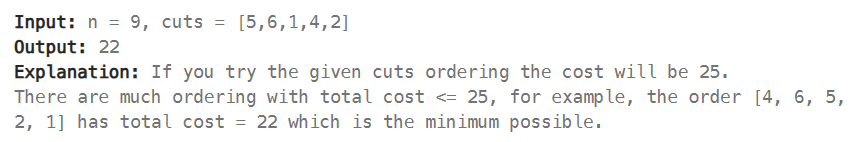 Input: n = 9, cuts = [5,6,1,4,2]
Output: 22
Explanation: If you try the given cuts ordering the cost will be 25.
There are much ordering with total cost <= 25, for example, the order [4, 6, 5,
2, 1] has total cost = 22 which is the minimum possible.